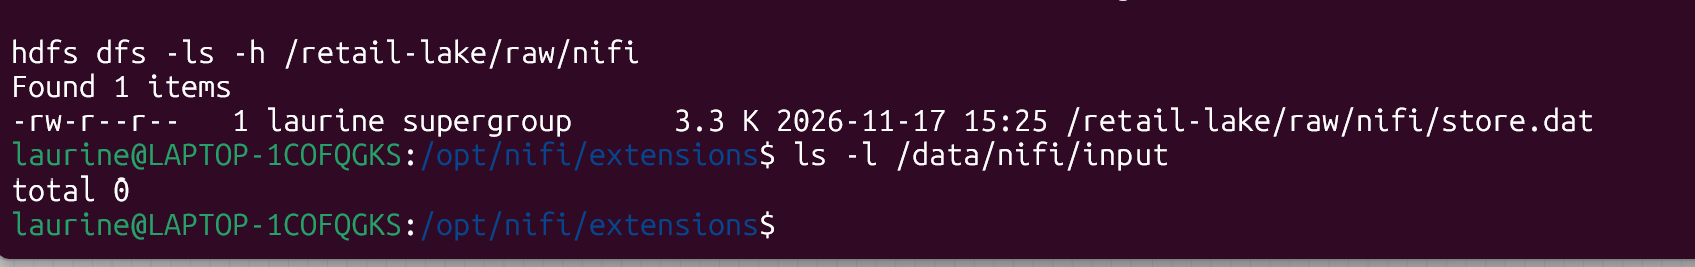 hdfs dfs -ls -h /retail-lake/raw/nifi
Found 1 items
-rw-r--r--   1 laurine supergroup      3.3 K 2026-11-17 15:25 /retail-lake/raw/nifi/store.dat
laurine@LAPTOP-1COFQGKS:/opt/nifi/extensions$ ls -l /data/nifi/input
total 0
laurine@LAPTOP-1COFQGKS:/opt/nifi/extensions$